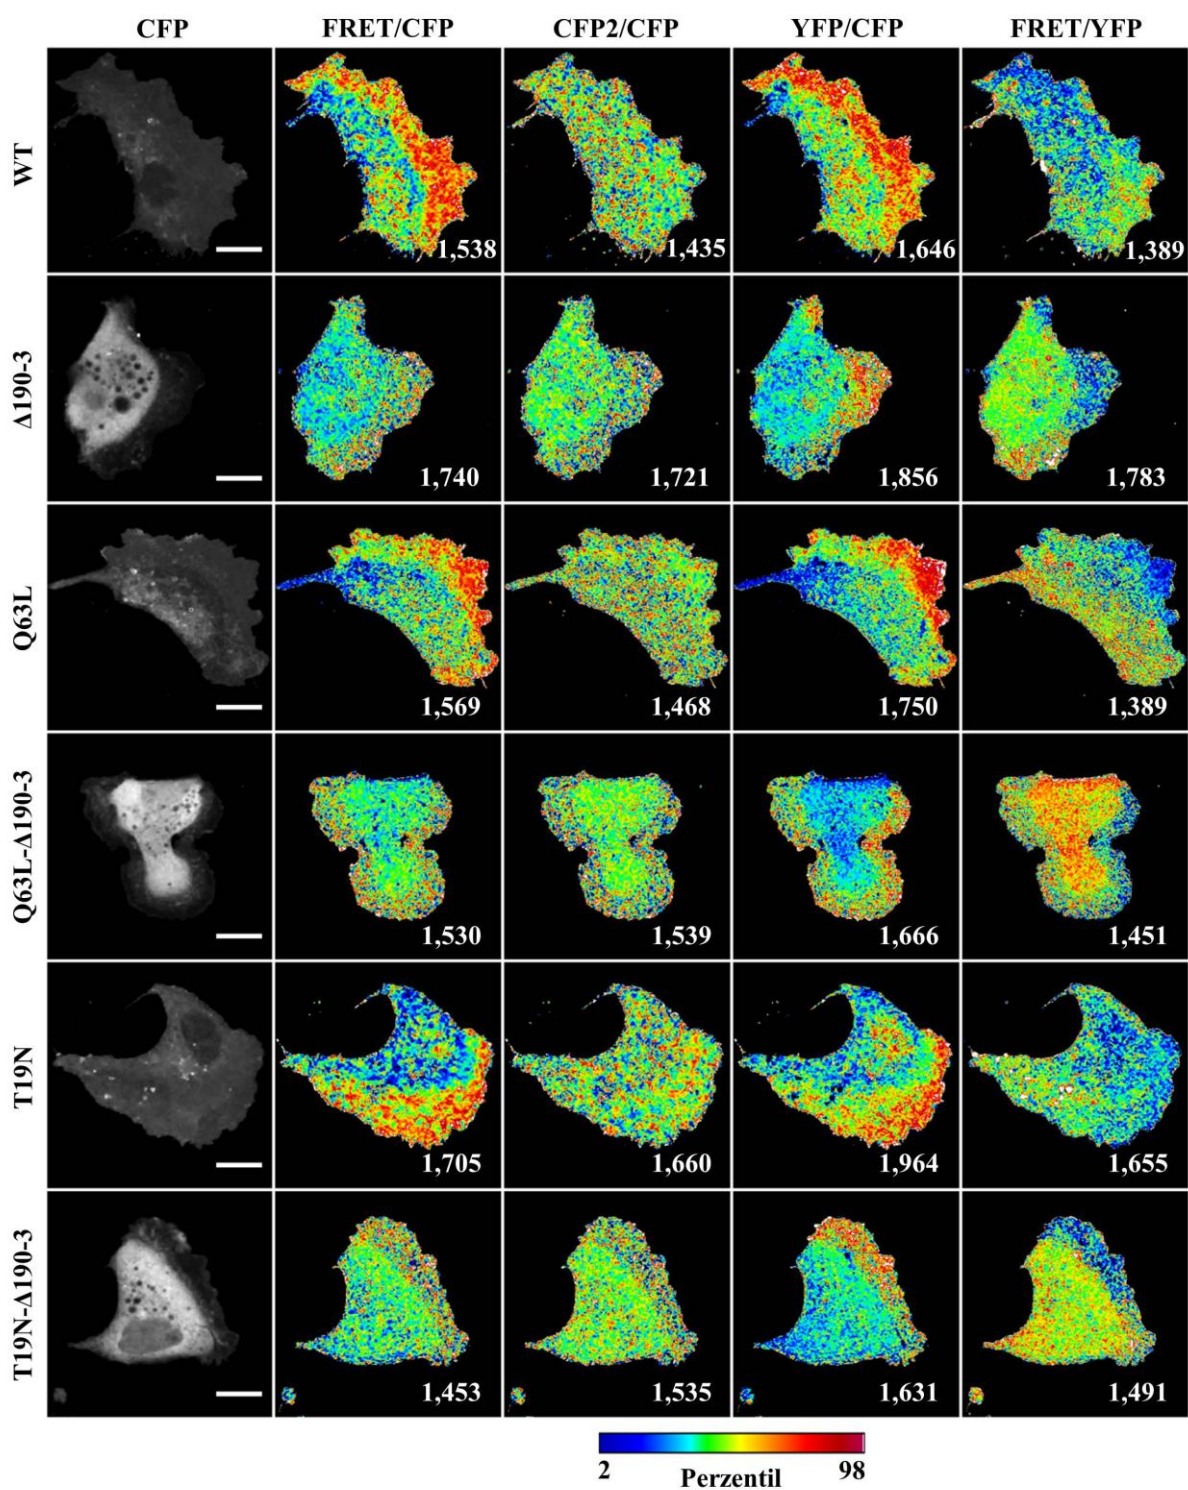 CFP FRET/CFP CFP2/CFP YFP/CFP FRET/YFP
WT 1,538 1,435 1,646 1,389
Δ190-3 1,740 1,721 1,856 1,783
Q63L 1,569 1,468 1,750 1,389
Q63L-Δ190-3 1,530 1,539 1,666 1,451
T19N 1,705 1,660 1,964 1,655
T19N-Δ190-3 1,453 1,535 1,631 1,491
2 Perzentil 98